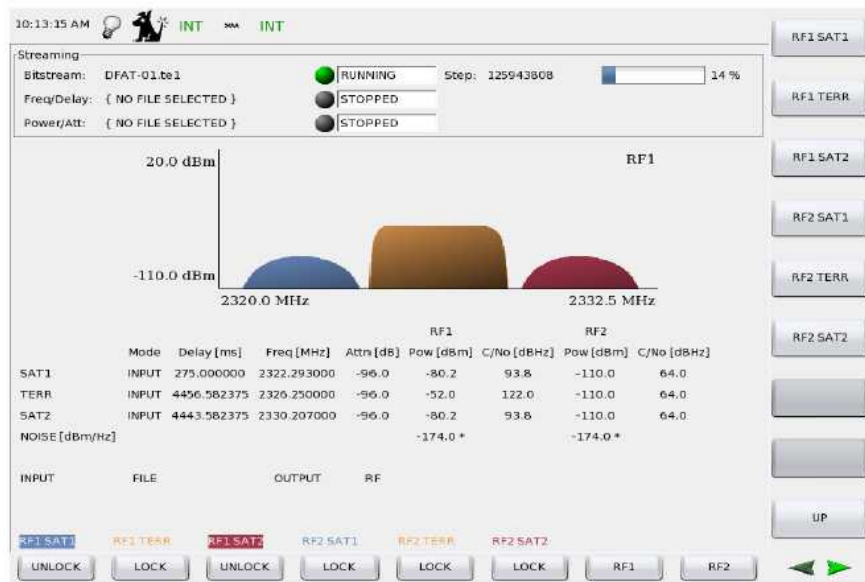 10:13:15 AM INT INT
RF1 SAT1
Streaming
Bitstream: DFAT-01.te1 RUNNING Step: 125943808 14 %
Freq/Delay: { NO FILE SELECTED } STOPPED
RF1 TERR
Power/Att: { NO FILE SELECTED } STOPPED
20.0 dBm RF1
RF1 SAT2
RF2 SAT1
-110.0 dBm
RF2 TERR
2320.0 MHz 2332.5 MHz
RF1 RF2
RF2 SAT2
Mode Delay [ms] Freq [MHz] Attn [dB] Pow [dBm] C/No [dBHz] Pow [dBm] C/No [dBHz]
SAT1 INPUT 275.000000 2322.293000 -96.0 -80.2 93.8 -110.0 64.0
TERR INPUT 4456.582375 2326.250000 -96.0 -52.0 122.0 -110.0 64.0
SAT2 INPUT 4443.582375 2330.207000 -96.0 -80.2 93.8 -110.0 64.0
NOISE [dBm/Hz] -174.0 * -174.0 *
INPUT FILE OUTPUT RF
UP
RF1 SAT1 RF1 TERR RF1 SAT2 RF2 SAT1 RF2 TERR RF2 SAT2
UNLOCK LOCK UNLOCK LOCK LOCK LOCK RF1 RF2